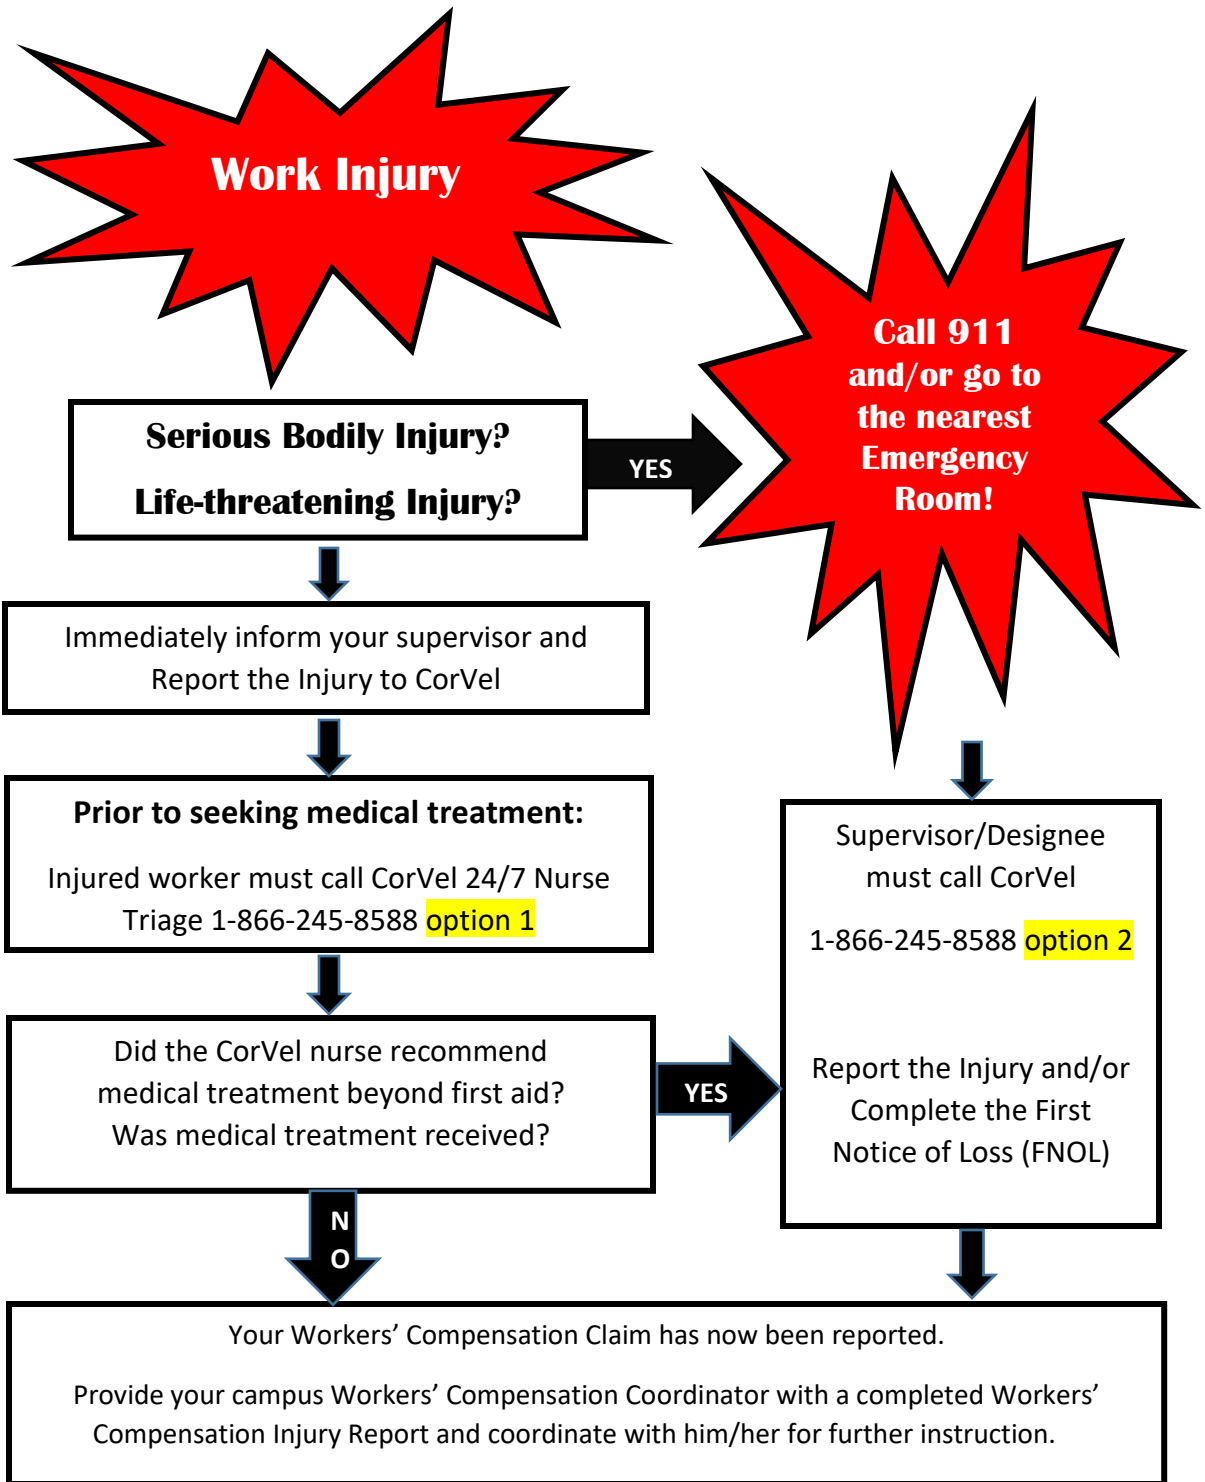 Work Injury
Call 911
and/or go to
the nearest
Emergency
Room!
Serious Bodily Injury?
Life-threatening Injury?
YES
Immediately inform your supervisor and
Report the Injury to CorVel
Prior to seeking medical treatment:
Injured worker must call CorVel 24/7 Nurse
Triage 1-866-245-8588 option 1
Supervisor/Designee
must call CorVel
1-866-245-8588 option 2
Report the Injury and/or
Complete the First
Notice of Loss (FNOL)
Did the CorVel nurse recommend
medical treatment beyond first aid?
Was medical treatment received?
YES
N
O
Your Workers’ Compensation Claim has now been reported.
Provide your campus Workers’ Compensation Coordinator with a completed Workers’
Compensation Injury Report and coordinate with him/her for further instruction.